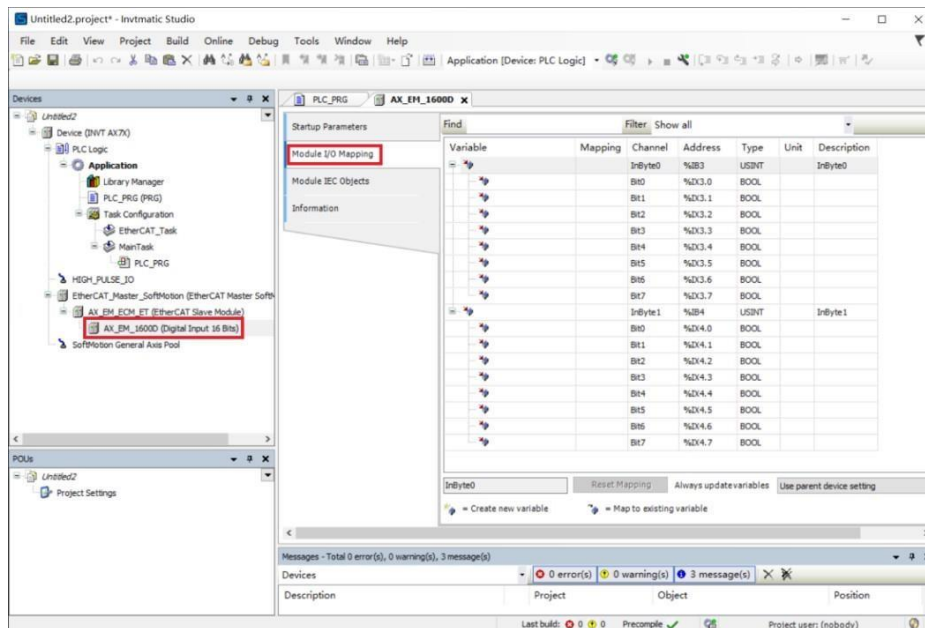 Untitled2.project* - Invtmatic Studio
File Edit View Project Build Online Debug Tools Window Help
Application [Device: PLC Logic]
Devices
Untitled2
Device (INVT AX7X)
PLC Logic
Application
Library Manager
PLC_PRG (PRG)
Task Configuration
EtherCAT_Task
MainTask
PLC_PRG
HIGH_PULSE_IO
EtherCAT_Master_SoftMotion (EtherCAT Master Soft
AX_EM_ECM_ET (EtherCAT Slave Module)
AX_EM_1600D (Digital Input 16 Bits)
SoftMotion General Axis Pool
POUs
Untitled2
Project Settings
PLC_PRG AX_EM_1600D
Startup Parameters
Module I/O Mapping
Module IEC Objects
Information
Find Filter Show all
Variable Mapping Channel Address Type Unit Description
InByte0 %IB3 USINT InByte0
Bit0 %IX3.0 BOOL
Bit1 %IX3.1 BOOL
Bit2 %IX3.2 BOOL
Bit3 %IX3.3 BOOL
Bit4 %IX3.4 BOOL
Bit5 %IX3.5 BOOL
Bit6 %IX3.6 BOOL
Bit7 %IX3.7 BOOL
InByte1 %IB4 USINT InByte1
Bit0 %IX4.0 BOOL
Bit1 %IX4.1 BOOL
Bit2 %IX4.2 BOOL
Bit3 %IX4.3 BOOL
Bit4 %IX4.4 BOOL
Bit5 %IX4.5 BOOL
Bit6 %IX4.6 BOOL
Bit7 %IX4.7 BOOL
InByte0 Reset Mapping Always update variables Use parent device setting
= Create new variable = Map to existing variable
Messages - Total 0 error(s), 0 warning(s), 3 message(s)
Devices 0 error(s) 0 warning(s) 3 message(s)
Description Project Object Position
Last build: 0 0 Precompile Project user: (nobody)